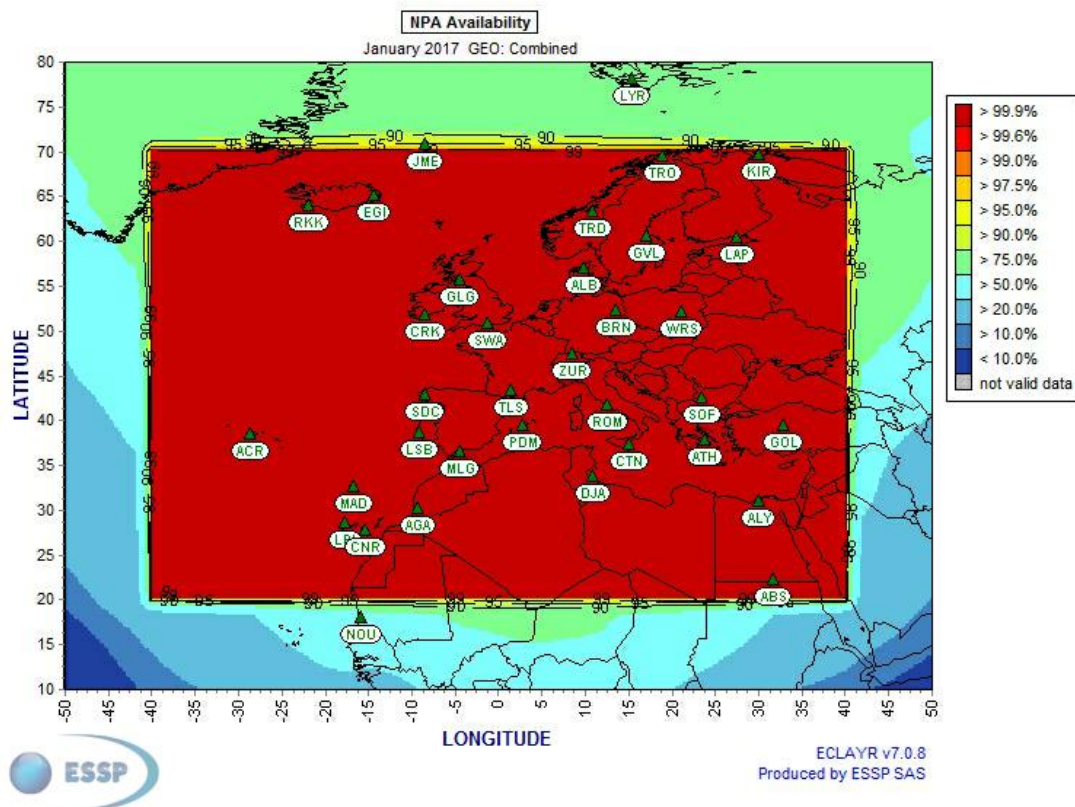 NPA Availability
January 2017 GEO: Combined
80
75
70
65
60
55
50
45
40
35
30
25
20
15
10
LATITUDE
LYR
JME
TRO
KIR
EGI
RKK
TRD
GVL
LAP
ALB
GLG
CRK
SWA
BRN
WRS
ZUR
SDC
TLS
ROM
SOF
GOL
ACR
LSB
PDM
MLG
CTN
ATH
DJA
MAD
AGA
ALY
CNR
ABS
NOU
90
95
99
-50 -45 -40 -35 -30 -25 -20 -15 -10 -5 0 5 10 15 20 25 30 35 40 45 50
LONGITUDE
> 99.9%
> 99.6%
> 99.0%
> 97.5%
> 95.0%
> 90.0%
> 75.0%
> 50.0%
> 20.0%
> 10.0%
< 10.0%
not valid data
ESSP
ECLAYR v7.0.8
Produced by ESSP SAS